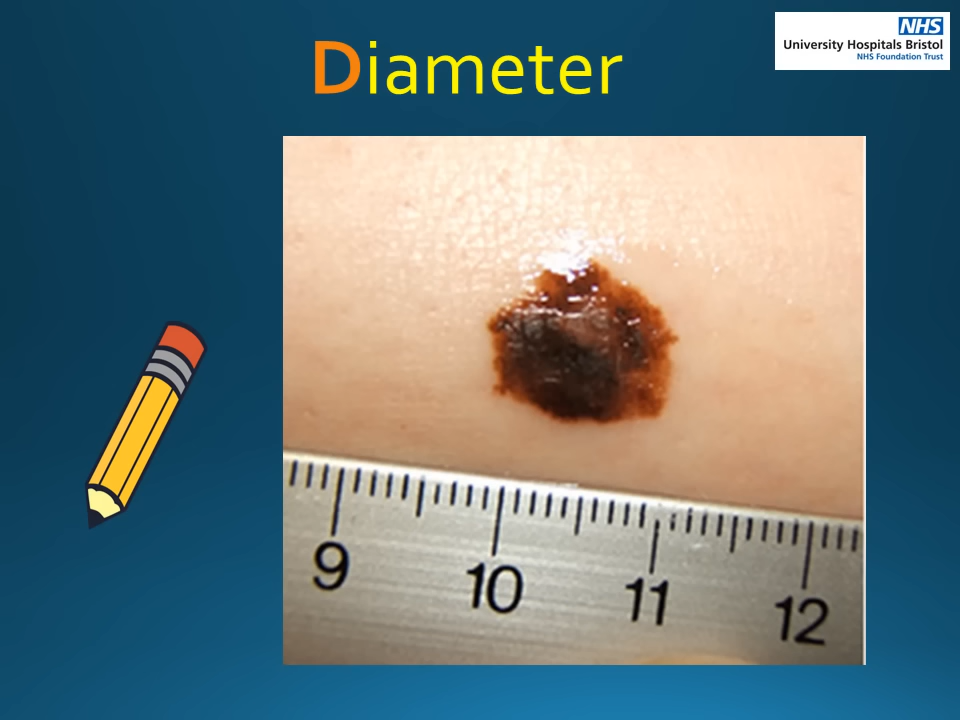 Diameter
NHS
University Hospitals Bristol
NHS Foundation Trust
9 10 11 12